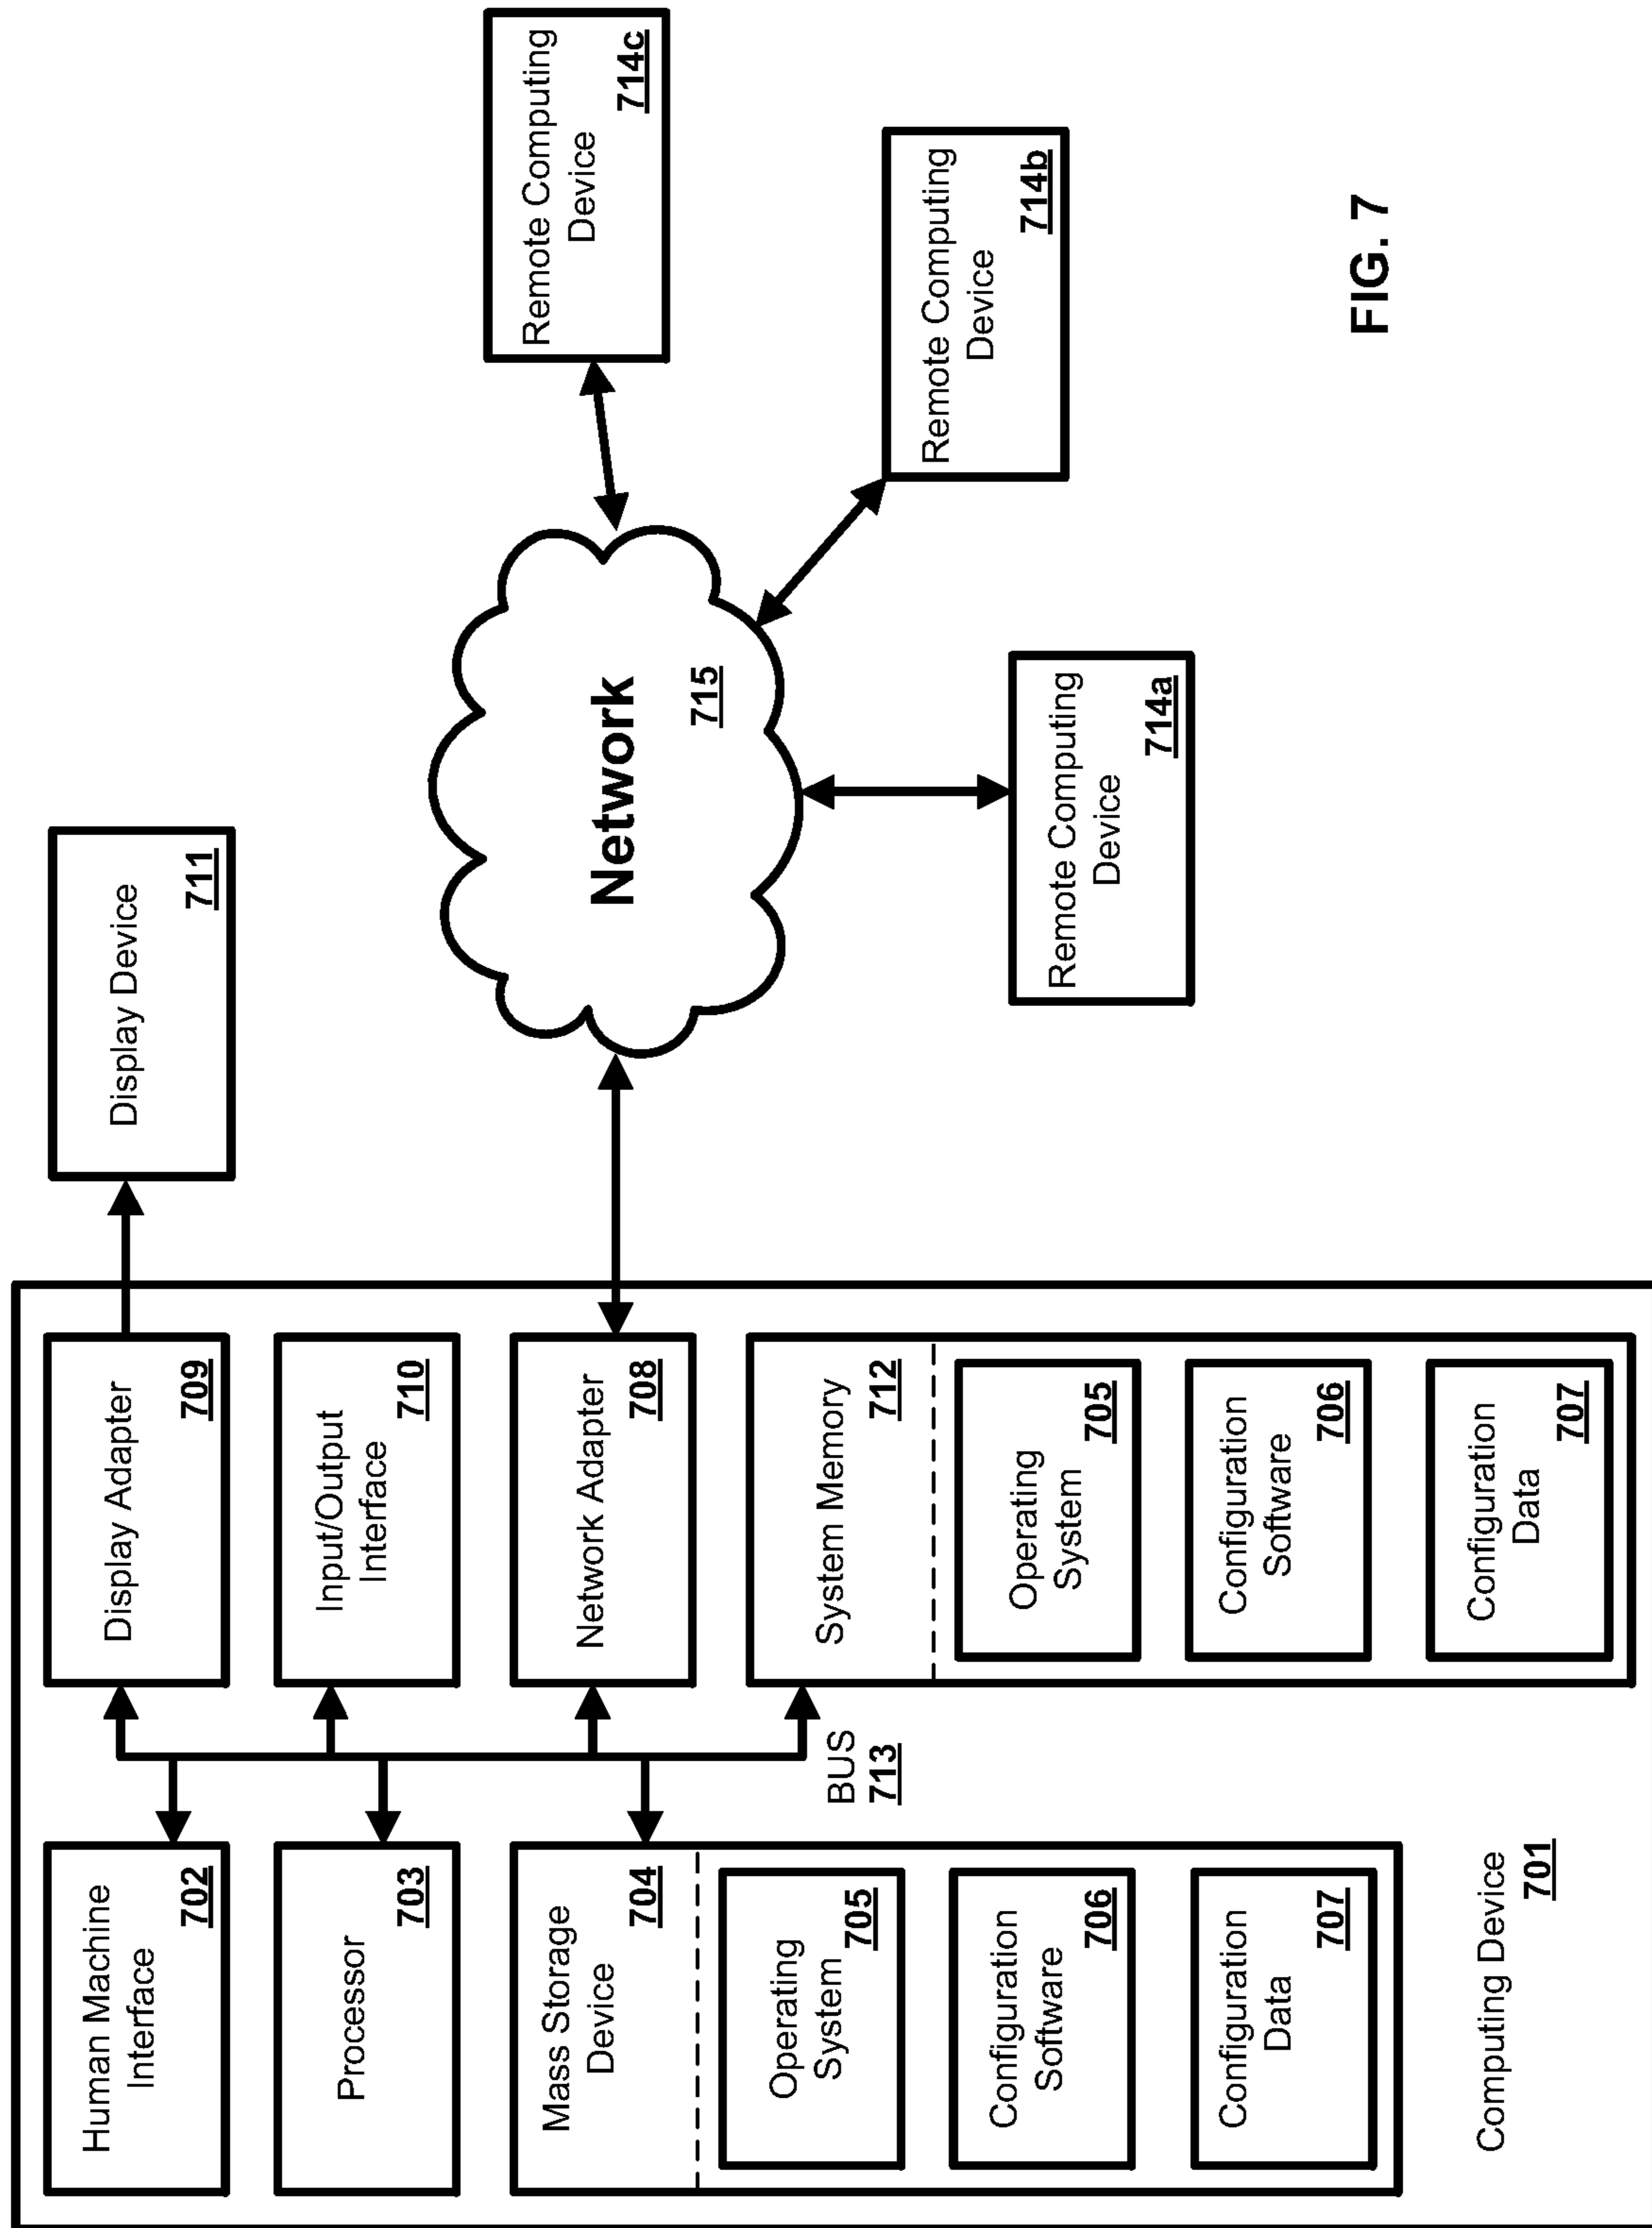 Human Machine
Interface
702
Processor
703
Mass Storage
Device
704
Operating
System
705
Configuration
Software
706
Configuration
Data
707
Computing Device
701
BUS
713
Display Adapter
709
Input/Output
Interface
710
Network Adapter
708
System Memory
712
Operating
System
705
Configuration
Software
706
Configuration
Data
707
Display Device
711
Network
715
Remote Computing
Device
714a
Remote Computing
Device
714b
Remote Computing
Device
714c
FIG. 7